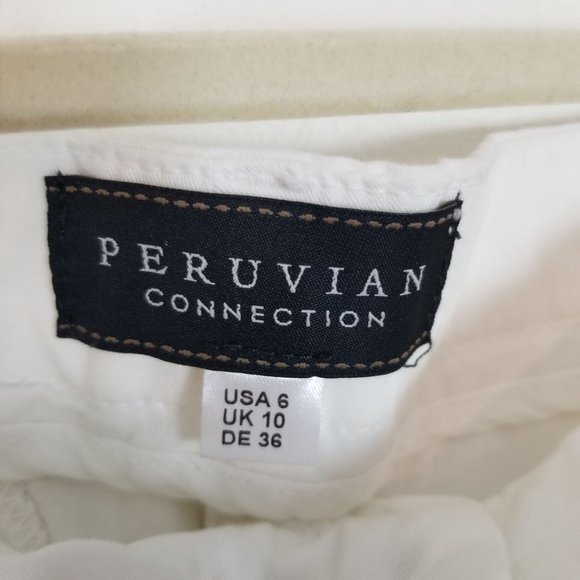 PERUVIAN
CONNECTION
USA 6
UK 10
DE 36